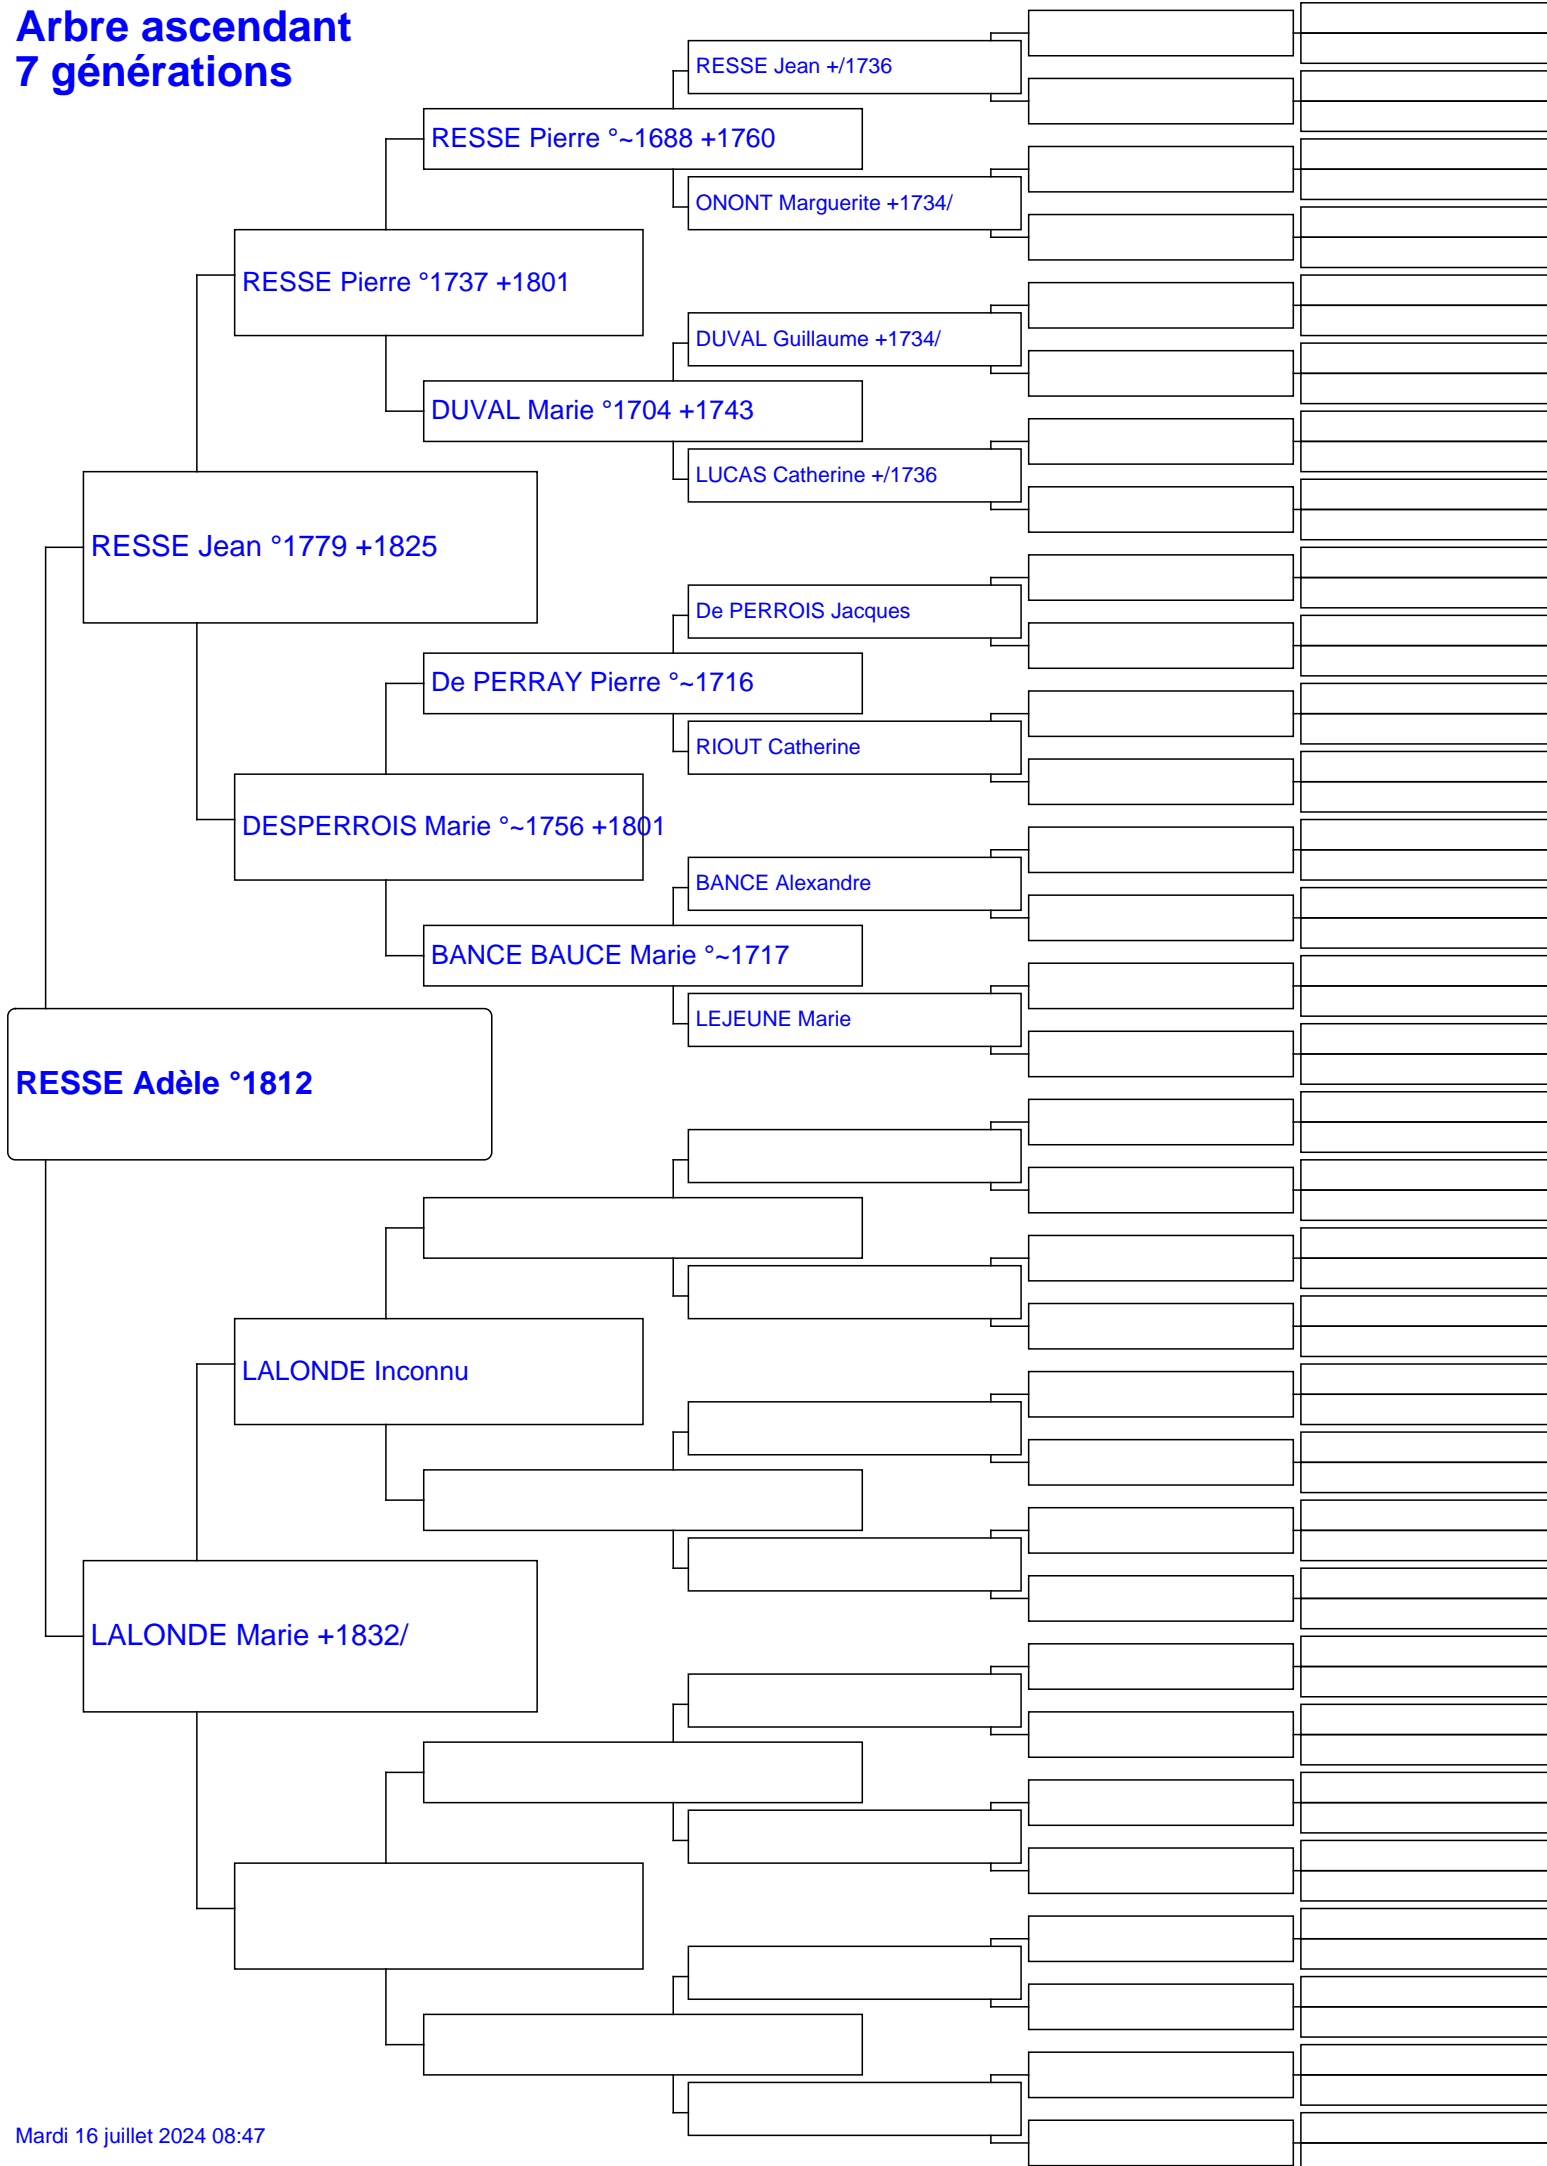 Arbre ascendant
7 générations
RESSE Jean +/1736
RESSE Pierre °~1688 +1760
ONONT Marguerite +1734/
RESSE Pierre °1737 +1801
DUVAL Guillaume +1734/
DUVAL Marie °1704 +1743
LUCAS Catherine +/1736
RESSE Jean °1779 +1825
De PERROIS Jacques
De PERRAY Pierre °~1716
RIOUT Catherine
DESPERROIS Marie °~1756 +1801
BANCE Alexandre
BANCE BAUCE Marie °~1717
LEJEUNE Marie
RESSE Adèle °1812
LALONDE Inconnu
LALONDE Marie +1832/
Mardi 16 juillet 2024 08:47